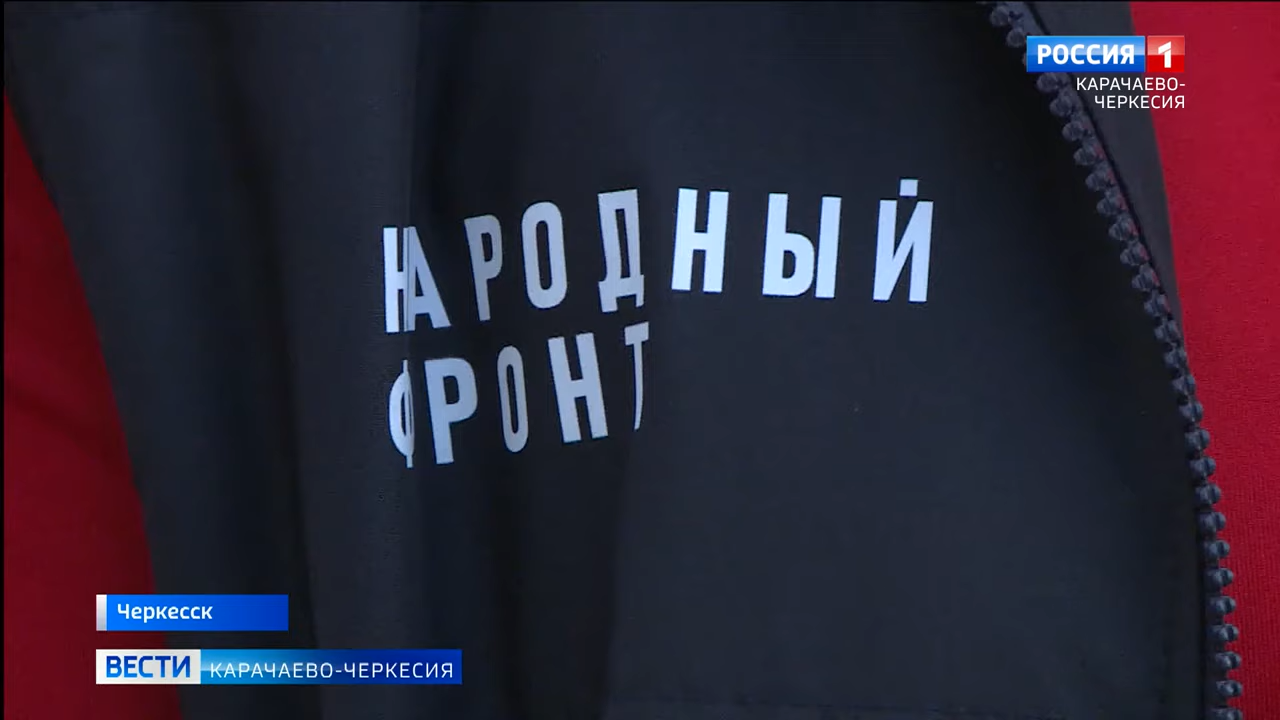 РОССИЯ 1
КАРАЧАЕВО-
ЧЕРКЕСИЯ
НАРОДНЫЙ
ФРОНТ
Черкесск
ВЕСТИ КАРАЧАЕВО-ЧЕРКЕСИЯ